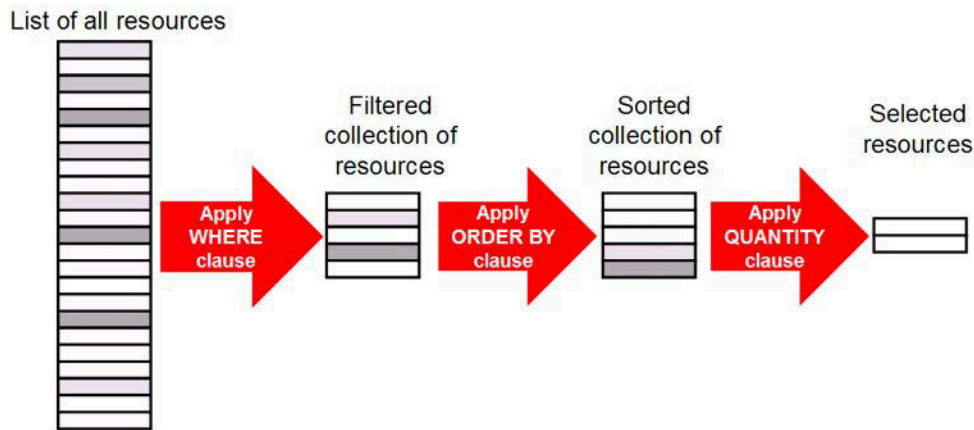 List of all resources
Filtered
collection of
resources
Sorted
collection of
resources
Selected
resources
Apply
WHERE
clause
Apply
ORDER BY
clause
Apply
QUANTITY
clause